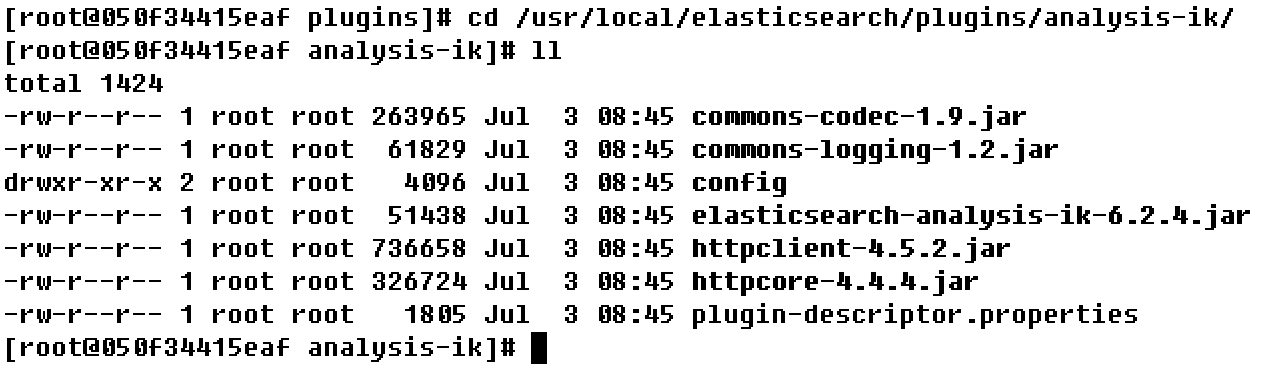 [root@050f34415eaf plugins]# cd /usr/local/elasticsearch/plugins/analysis-ik/
[root@050f34415eaf analysis-ik]# ll
total 1424
-rw-r--r-- 1 root root 263965 Jul  3 08:45 commons-codec-1.9.jar
-rw-r--r-- 1 root root  61829 Jul  3 08:45 commons-logging-1.2.jar
drwxr-xr-x 2 root root   4096 Jul  3 08:45 config
-rw-r--r-- 1 root root  51438 Jul  3 08:45 elasticsearch-analysis-ik-6.2.4.jar
-rw-r--r-- 1 root root 736658 Jul  3 08:45 httpclient-4.5.2.jar
-rw-r--r-- 1 root root 326724 Jul  3 08:45 httpcore-4.4.4.jar
-rw-r--r-- 1 root root   1805 Jul  3 08:45 plugin-descriptor.properties
[root@050f34415eaf analysis-ik]#